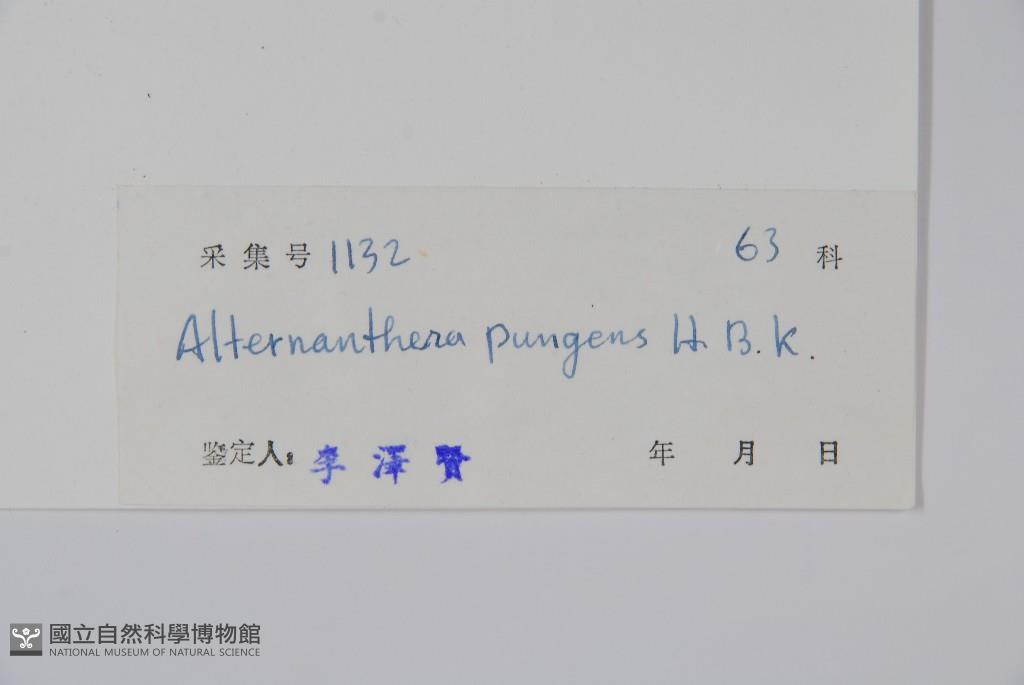 采集号 1132 63 科
Alternanthera pungens H. B. K.
鉴定人: 李澤賢 年 月 日
國立自然科學博物館
NATIONAL MUSEUM OF NATURAL SCIENCE